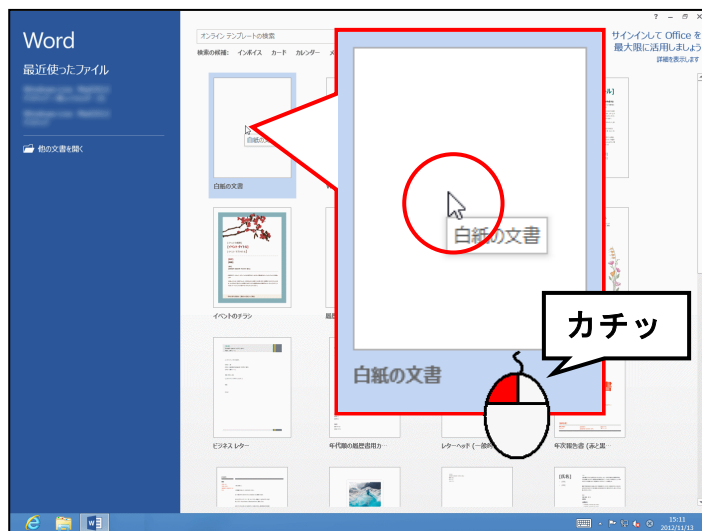 Word
最近使ったファイル
他の文書を開く
オンライン テンプレートの検索
検索の候補: インボイス カード カレンダー
サインインして Office を
最大限に活用しましょう
詳細を表示します
白紙の文書
白紙の文書
白紙の文書
白紙の文書
カチッ
イベントのチラシ
ビジネス レター
年代順の履歴書用カ…
レターヘッド (一般的
年次報告書 (赤と黒…
[氏名]
15:11
2012/11/13